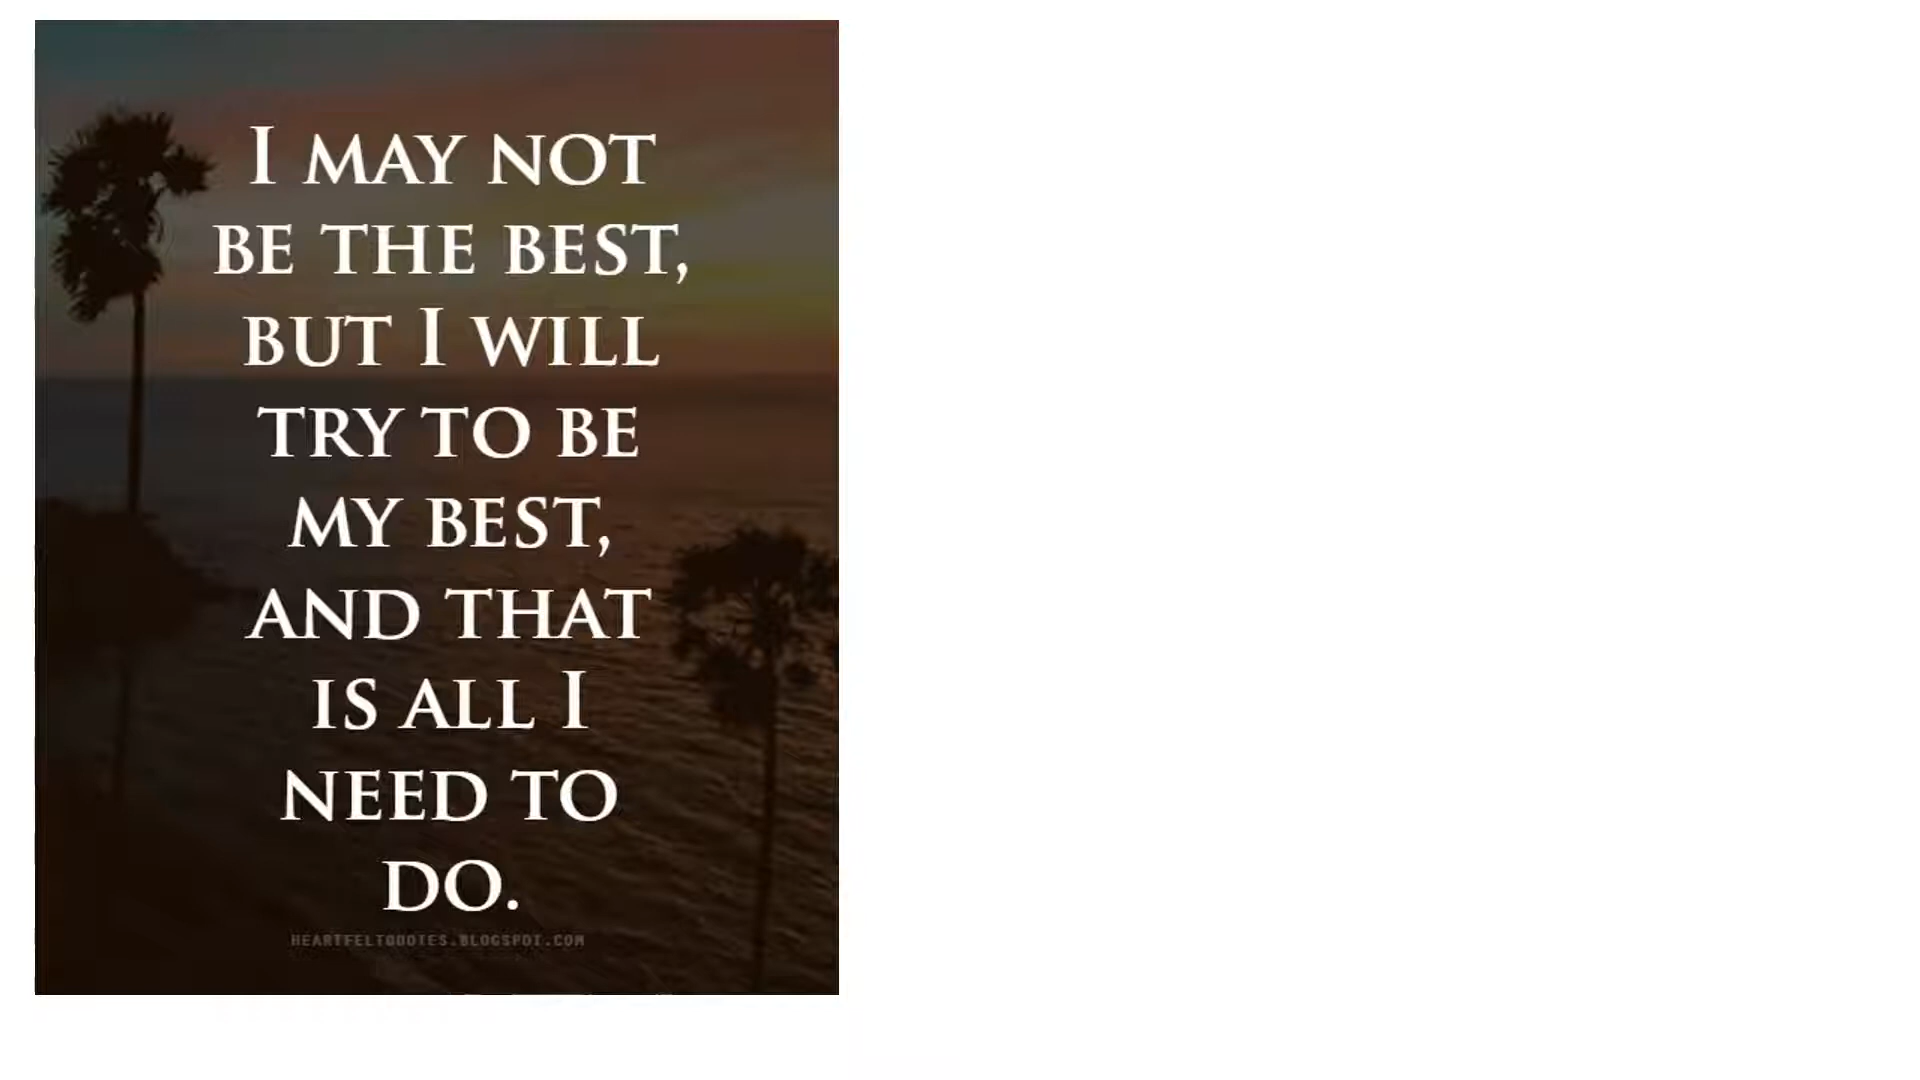 I MAY NOT
BE THE BEST,
BUT I WILL
TRY TO BE
MY BEST,
AND THAT
IS ALL I
NEED TO
DO.
HEARTFELTQUOTES.BLOGSPOT.COM